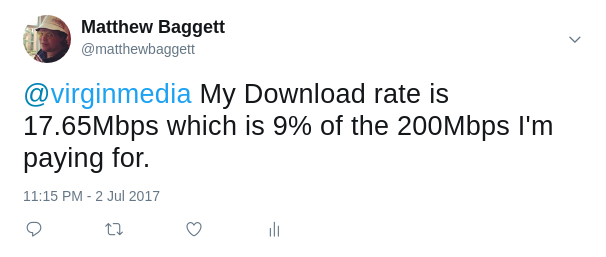 Matthew Baggett
@matthewbaggett
@virginmedia My Download rate is
17.65Mbps which is 9% of the 200Mbps I'm
paying for.
11:15 PM - 2 Jul 2017